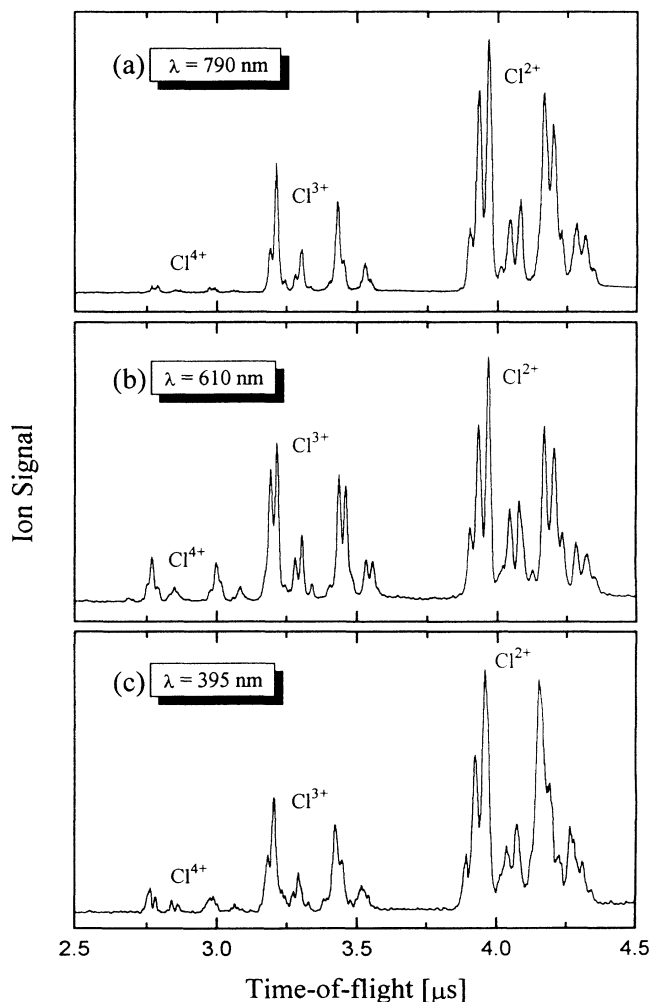 (a) λ = 790 nm
Cl²⁺
Cl³⁺
Cl⁴⁺
(b) λ = 610 nm
Cl²⁺
Cl³⁺
Cl⁴⁺
Ion Signal
(c) λ = 395 nm
Cl²⁺
Cl³⁺
Cl⁴⁺
2.5 3.0 3.5 4.0 4.5
Time-of-flight [μs]